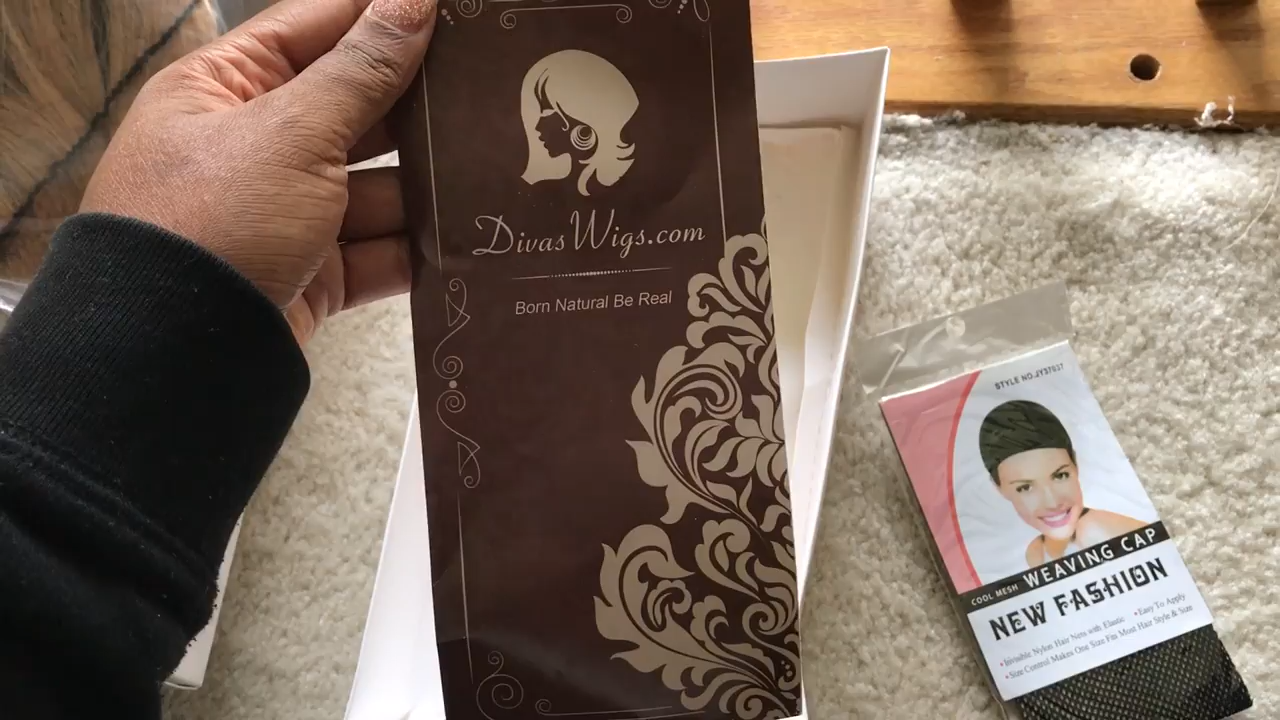 DivasWigs.com
Born Natural Be Real
STYLE NO.JY37037
COOL MESH WEAVING CAP
NEW FASHION
•Invisible Nylon Hair Nets with Elastic •Easy To Apply
•Size Control Makes One Size Fits Most Hair Style & Size